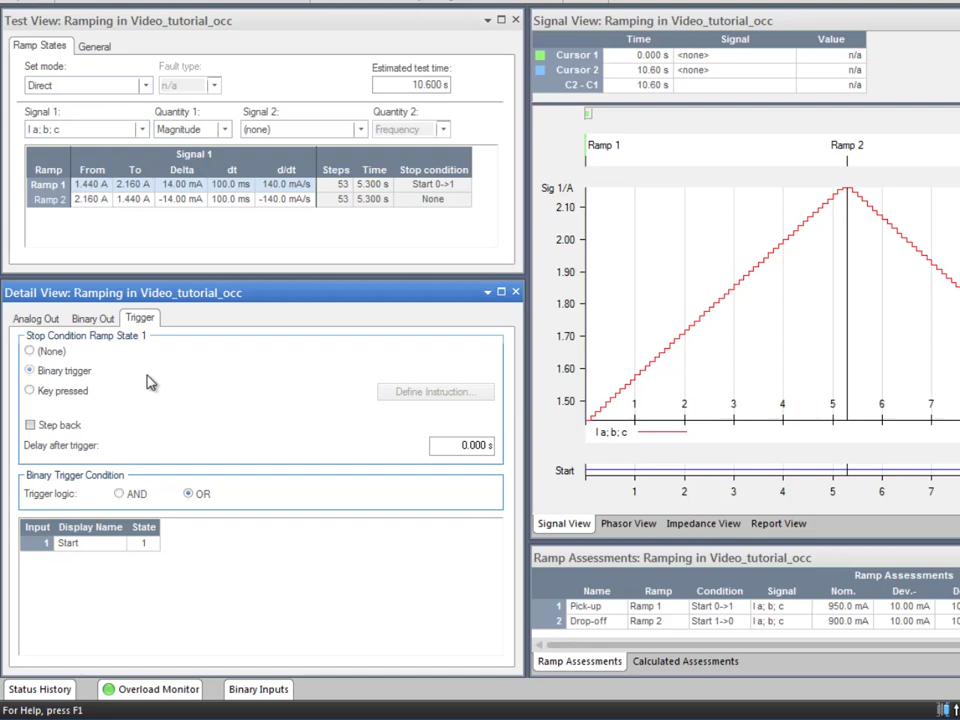 Test View: Ramping in Video_tutorial_occ
Ramp States
General
Set mode:
Fault type:
Estimated test time:
Direct
n/a
10.600 s
Signal 1:
Quantity 1:
Signal 2:
Quantity 2:
I a; b; c
Magnitude
(none)
Frequency
Signal 1
Ramp From To Delta dt d/dt Steps Time Stop condition
Ramp 1 1.440 A 2.160 A 14.00 mA 100.0 ms 140.0 mA/s 53 5.300 s Start 0->1
Ramp 2 2.160 A 1.440 A -14.00 mA 100.0 ms -140.0 mA/s 53 5.300 s None
Detail View: Ramping in Video_tutorial_occ
Analog Out
Binary Out
Trigger
Stop Condition Ramp State 1
(None)
Binary trigger
Key pressed
Define Instruction...
Step back
Delay after trigger:
0.000 s
Binary Trigger Condition
Trigger logic:
AND
OR
Input Display Name State
1 Start 1
Signal View: Ramping in Video_tutorial_occ
Time Signal Value
Cursor 1 0.000 s <none> n/a
Cursor 2 10.60 s <none> n/a
C2 - C1 10.60 s n/a
Ramp 1
Ramp 2
Sig 1/A
2.10
2.00
1.90
1.80
1.70
1.60
1.50
1 2 3 4 5 6 7
I a; b; c
Start
1 2 3 4 5 6 7
Signal View
Phasor View
Impedance View
Report View
Ramp Assessments: Ramping in Video_tutorial_occ
Ramp Assessments
Name Ramp Condition Signal Nom. Dev.- D
1 Pick-up Ramp 1 Start 0->1 I a; b; c 950.0 mA 10.00 mA 10
2 Drop-off Ramp 2 Start 1->0 I a; b; c 900.0 mA 10.00 mA 10
Ramp Assessments
Calculated Assessments
Status History
Overload Monitor
Binary Inputs
For Help, press F1